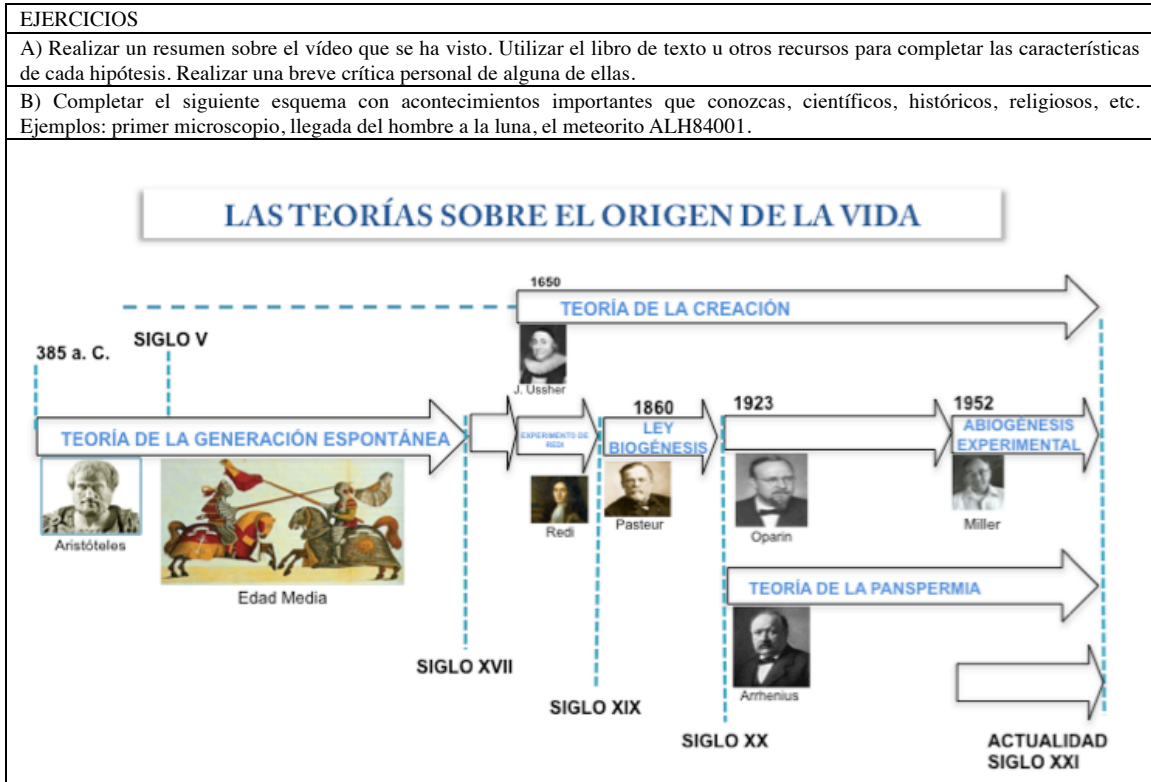 EJERCICIOS
A) Realizar un resumen sobre el vídeo que se ha visto. Utilizar el libro de texto u otros recursos para completar las características
de cada hipótesis. Realizar una breve crítica personal de alguna de ellas.
B) Completar el siguiente esquema con acontecimientos importantes que conozcas, científicos, históricos, religiosos, etc.
Ejemplos: primer microscopio, llegada del hombre a la luna, el meteorito ALH84001.
LAS TEORÍAS SOBRE EL ORIGEN DE LA VIDA
1650
TEORÍA DE LA CREACIÓN
SIGLO V
385 a. C.
J. Ussher
1860
1923
1952
TEORÍA DE LA GENERACIÓN ESPONTÁNEA
EXPERIMENTO DE
REDI
LEY
BIOGÉNESIS
ABIOGÉNESIS
EXPERIMENTAL
Aristóteles
Redi
Pasteur
Oparin
Miller
Edad Media
TEORÍA DE LA PANSPERMIA
Arrhenius
SIGLO XVII
SIGLO XIX
SIGLO XX
ACTUALIDAD
SIGLO XXI